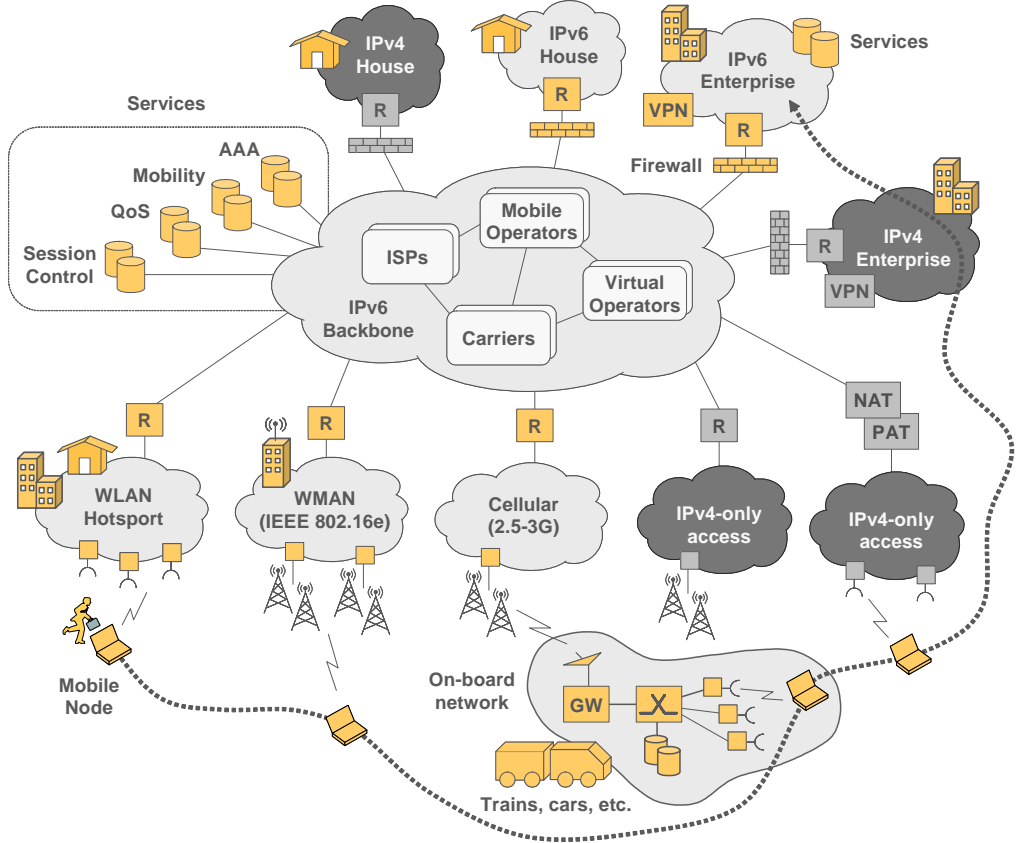 IPv4
House
R
IPv6
House
R
IPv6
Enterprise
Services
VPN
R
Firewall
Services
AAA
Mobility
QoS
Session
Control
IPv4
Enterprise
R
VPN
Mobile
Operators
ISPs
Virtual
Operators
Carriers
IPv6
Backbone
R
R
R
R
NAT
PAT
WLAN
Hotsport
WMAN
(IEEE 802.16e)
Cellular
(2.5-3G)
IPv4-only
access
IPv4-only
access
Mobile
Node
On-board
network
GW
Trains, cars, etc.